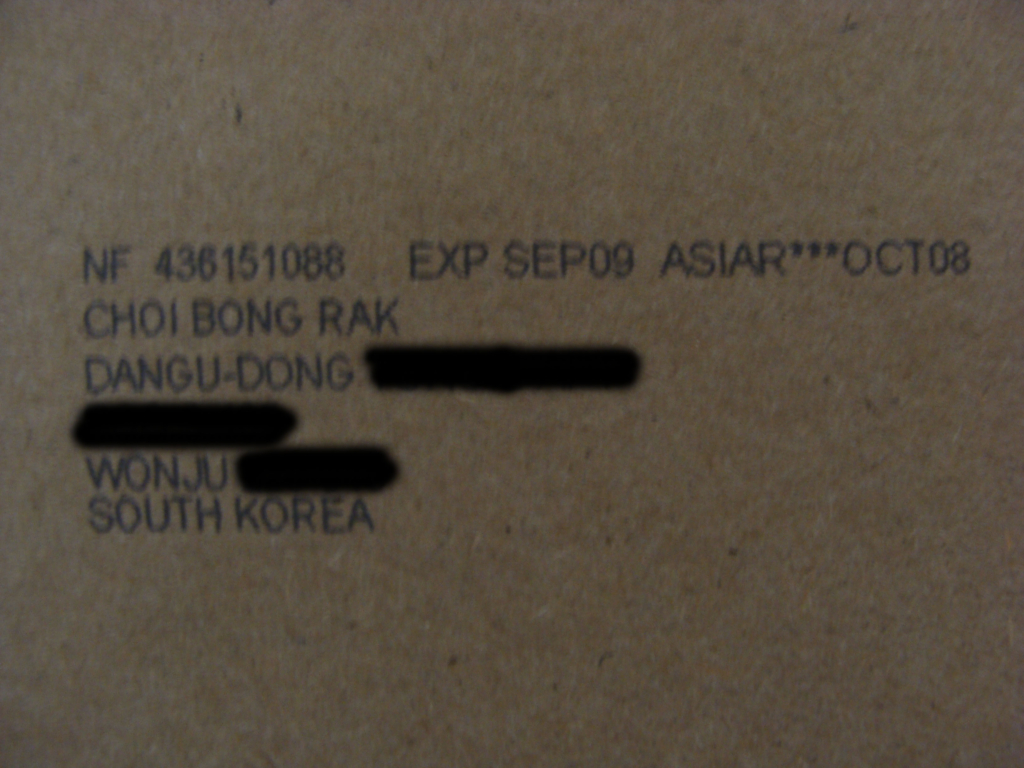 NF 436151088 EXP SEP09 ASIAR***OCT08
CHOI BONG RAK
DANGU-DONG
WONJU
SOUTH KOREA